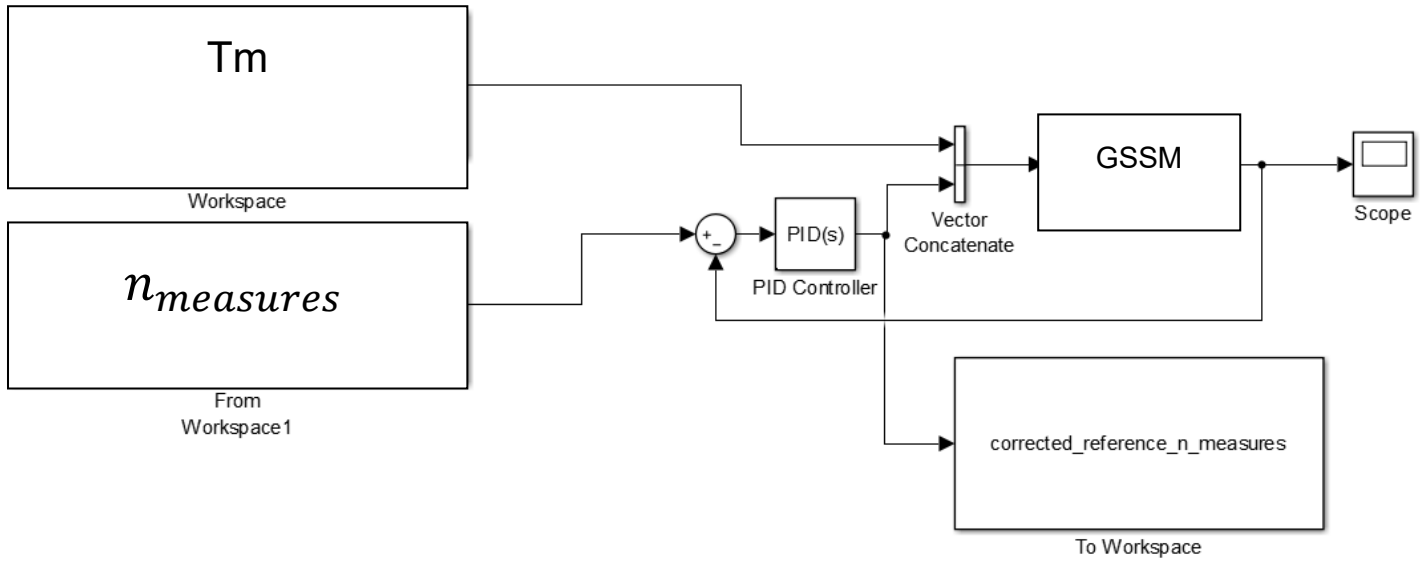 Tm
Workspace
n_measures
From
Workspace1
+
−
PID(s)
PID Controller
Vector
Concatenate
GSSM
Scope
corrected_reference_n_measures
To Workspace